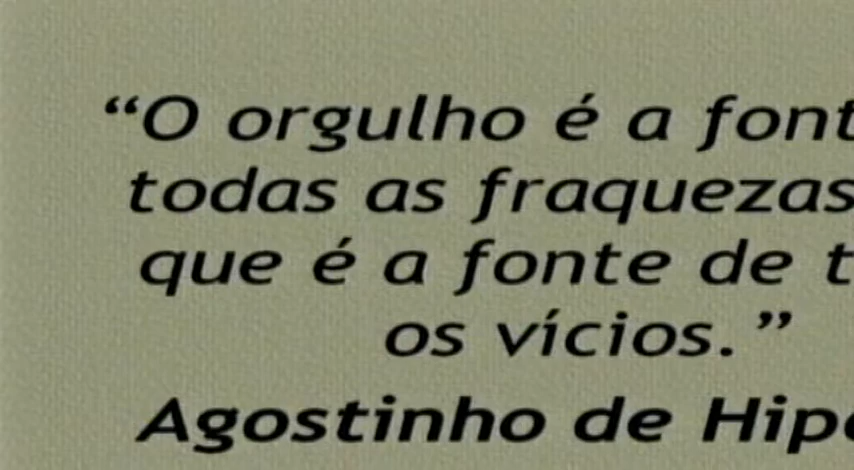 “O orgulho é a font
todas as fraquezas
que é a fonte de t
os vícios.”
Agostinho de Hip